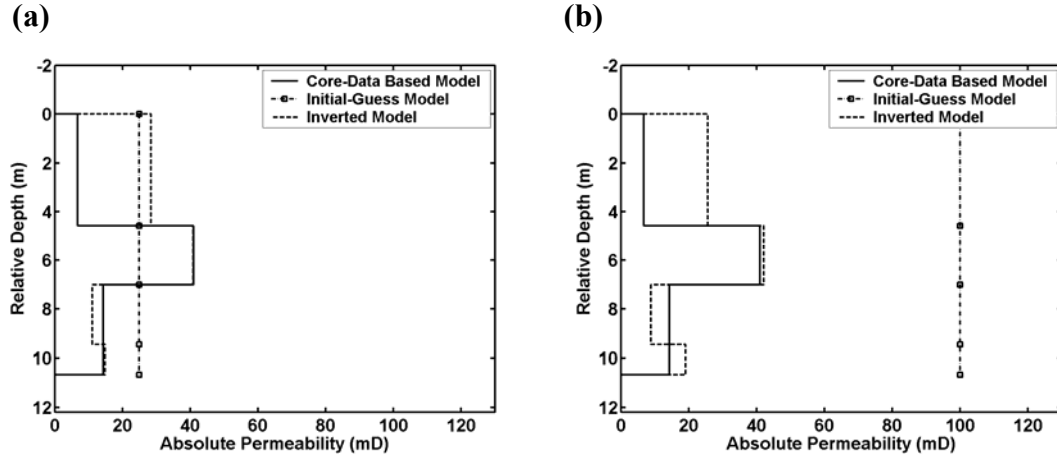 (a)
-2
0
2
4
6
8
10
12
Relative Depth (m)
0 20 40 60 80 100 120
Absolute Permeability (mD)
Core-Data Based Model
Initial-Guess Model
Inverted Model
(b)
-2
0
2
4
6
8
10
12
Relative Depth (m)
0 20 40 60 80 100 120
Absolute Permeability (mD)
Core-Data Based Model
Initial-Guess Model
Inverted Model